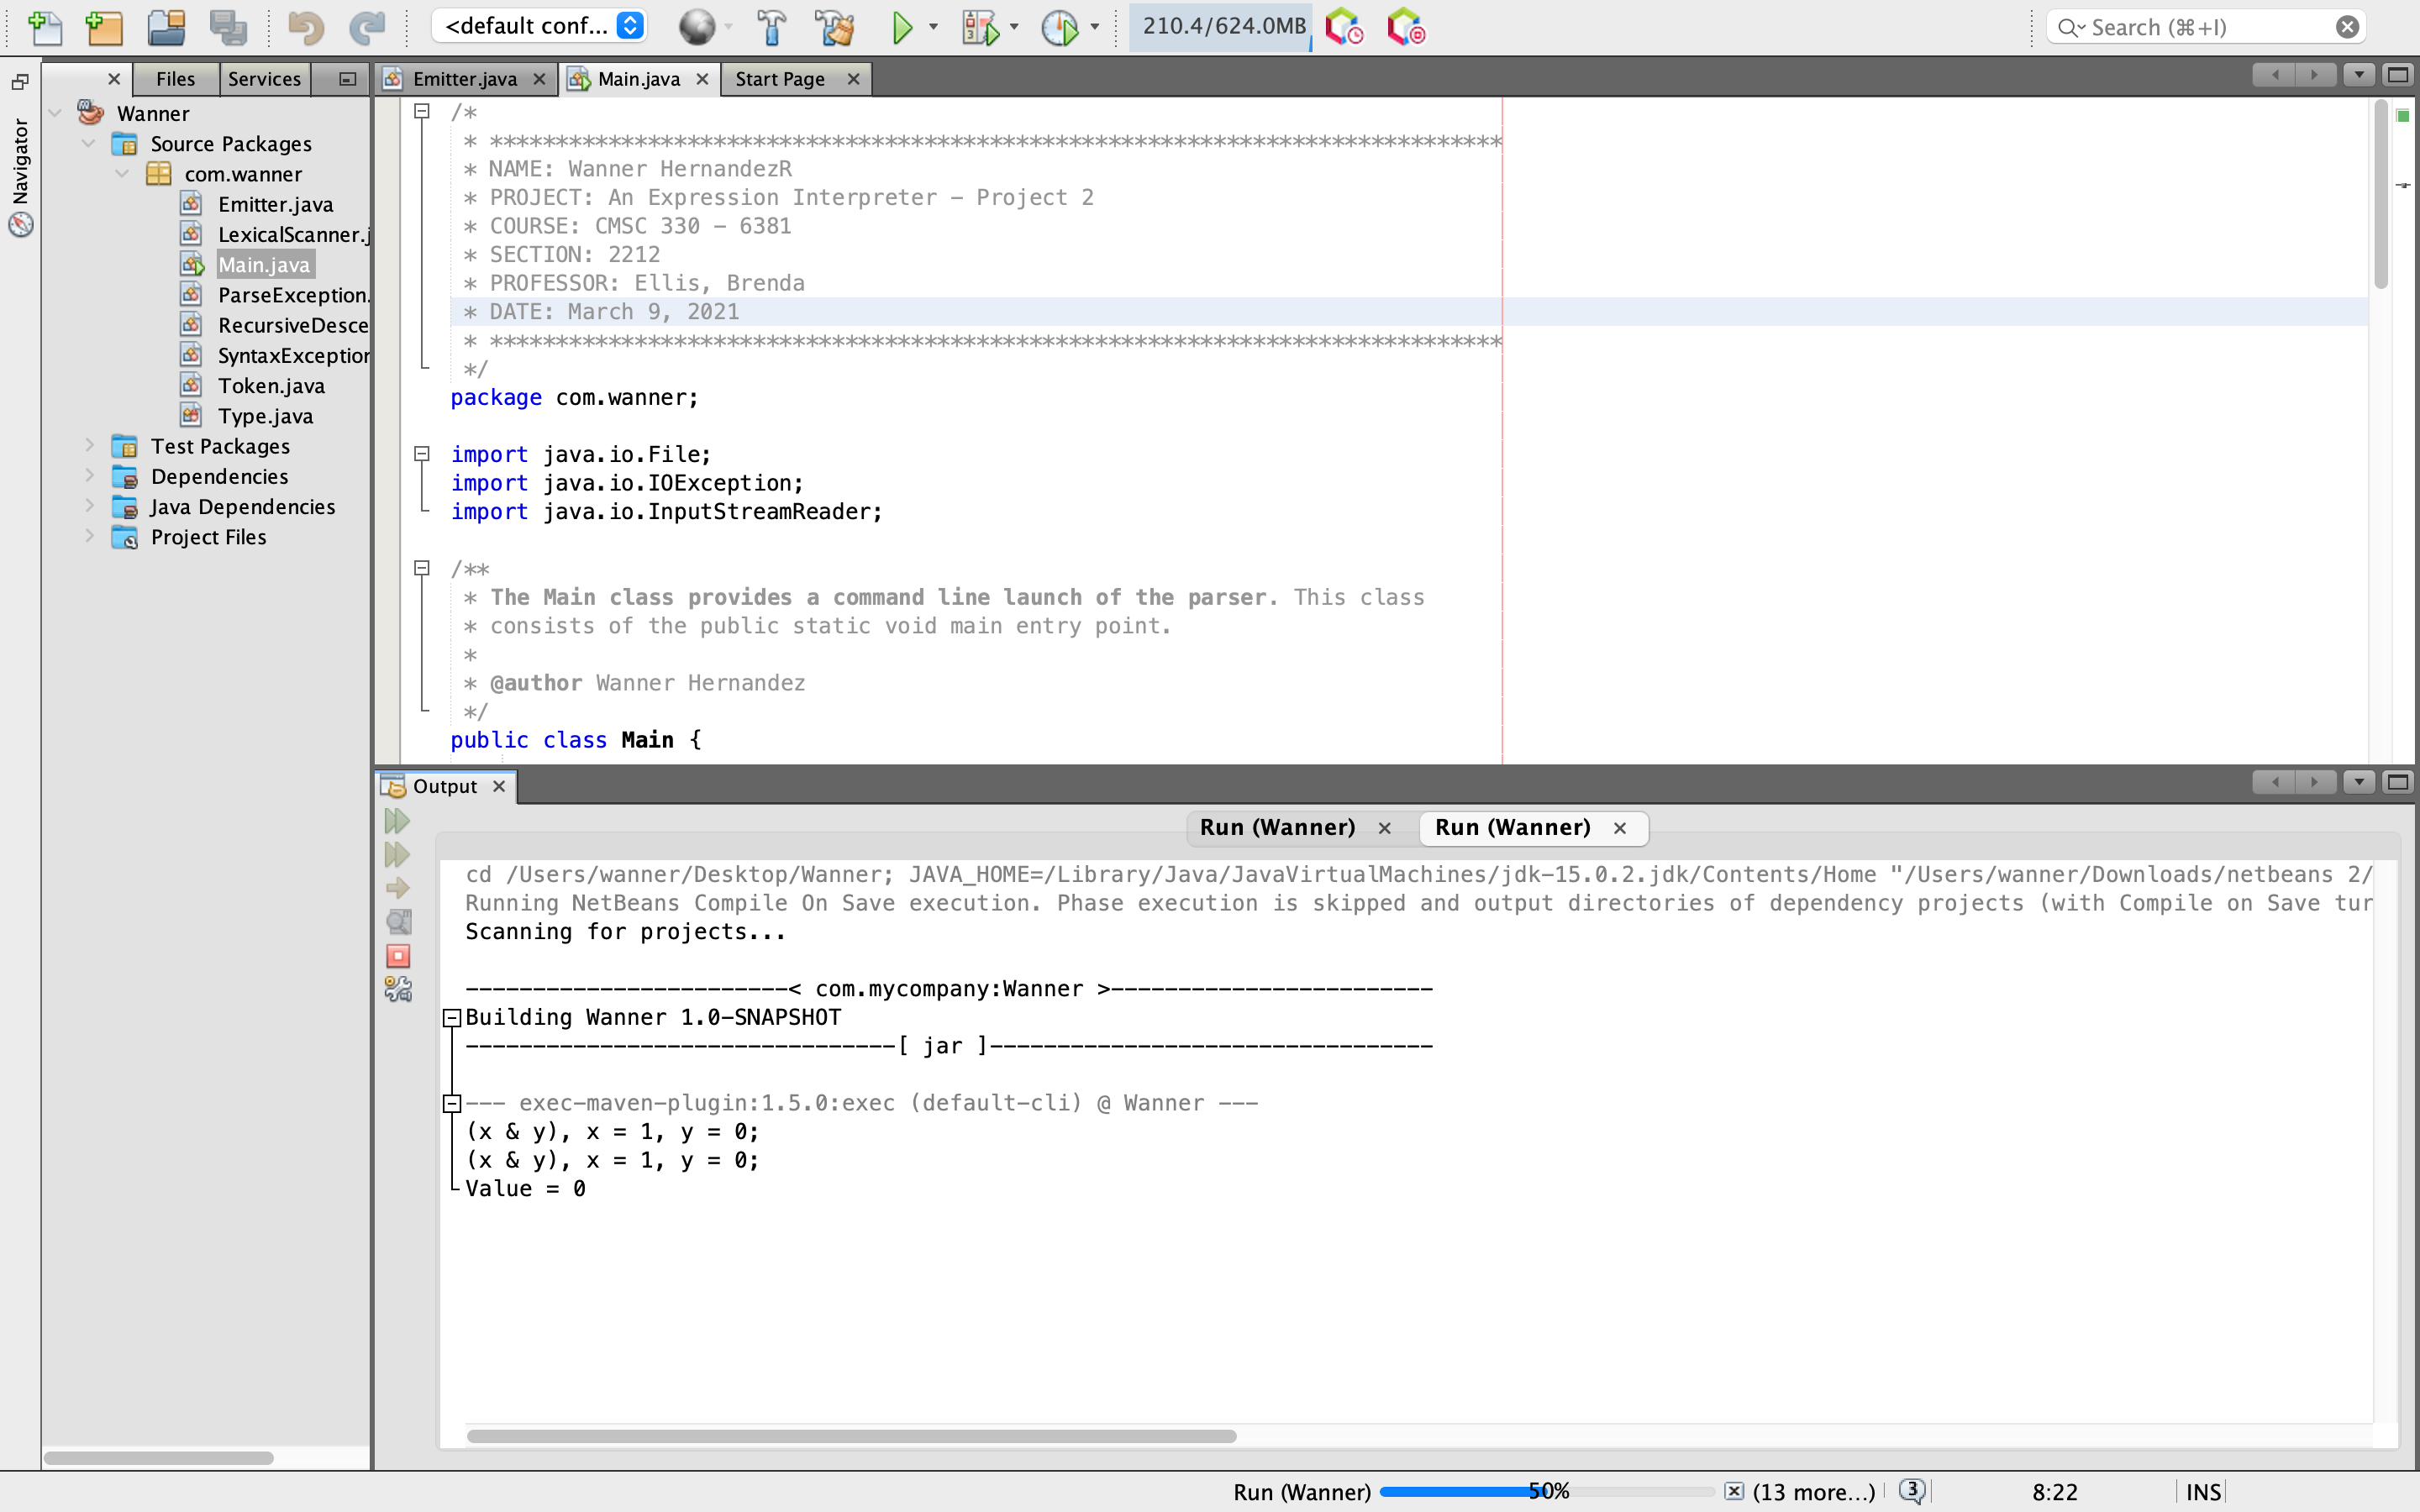 <default conf...
210.4/624.0MB
Search (⌘+I)
Files
Services
Emitter.java
Main.java
Start Page
Navigator
Wanner
Source Packages
com.wanner
Emitter.java
LexicalScanner.j
Main.java
ParseException.
RecursiveDesce
SyntaxException
Token.java
Type.java
Test Packages
Dependencies
Java Dependencies
Project Files
/*
* *****************************************************************************
* NAME: Wanner HernandezR
* PROJECT: An Expression Interpreter – Project 2
* COURSE: CMSC 330 – 6381
* SECTION: 2212
* PROFESSOR: Ellis, Brenda
* DATE: March 9, 2021
* *****************************************************************************
*/
package com.wanner;
import java.io.File;
import java.io.IOException;
import java.io.InputStreamReader;
/**
* The Main class provides a command line launch of the parser. This class
* consists of the public static void main entry point.
*
* @author Wanner Hernandez
*/
public class Main {
Output
Run (Wanner)
Run (Wanner)
cd /Users/wanner/Desktop/Wanner; JAVA_HOME=/Library/Java/JavaVirtualMachines/jdk-15.0.2.jdk/Contents/Home "/Users/wanner/Downloads/netbeans 2/
Running NetBeans Compile On Save execution. Phase execution is skipped and output directories of dependency projects (with Compile on Save tur
Scanning for projects...
------------------------< com.mycompany:Wanner >------------------------
Building Wanner 1.0-SNAPSHOT
--------------------------------[ jar ]---------------------------------
--- exec-maven-plugin:1.5.0:exec (default-cli) @ Wanner ---
(x & y), x = 1, y = 0;
(x & y), x = 1, y = 0;
Value = 0
Run (Wanner)
50%
(13 more...)
3
8:22
INS